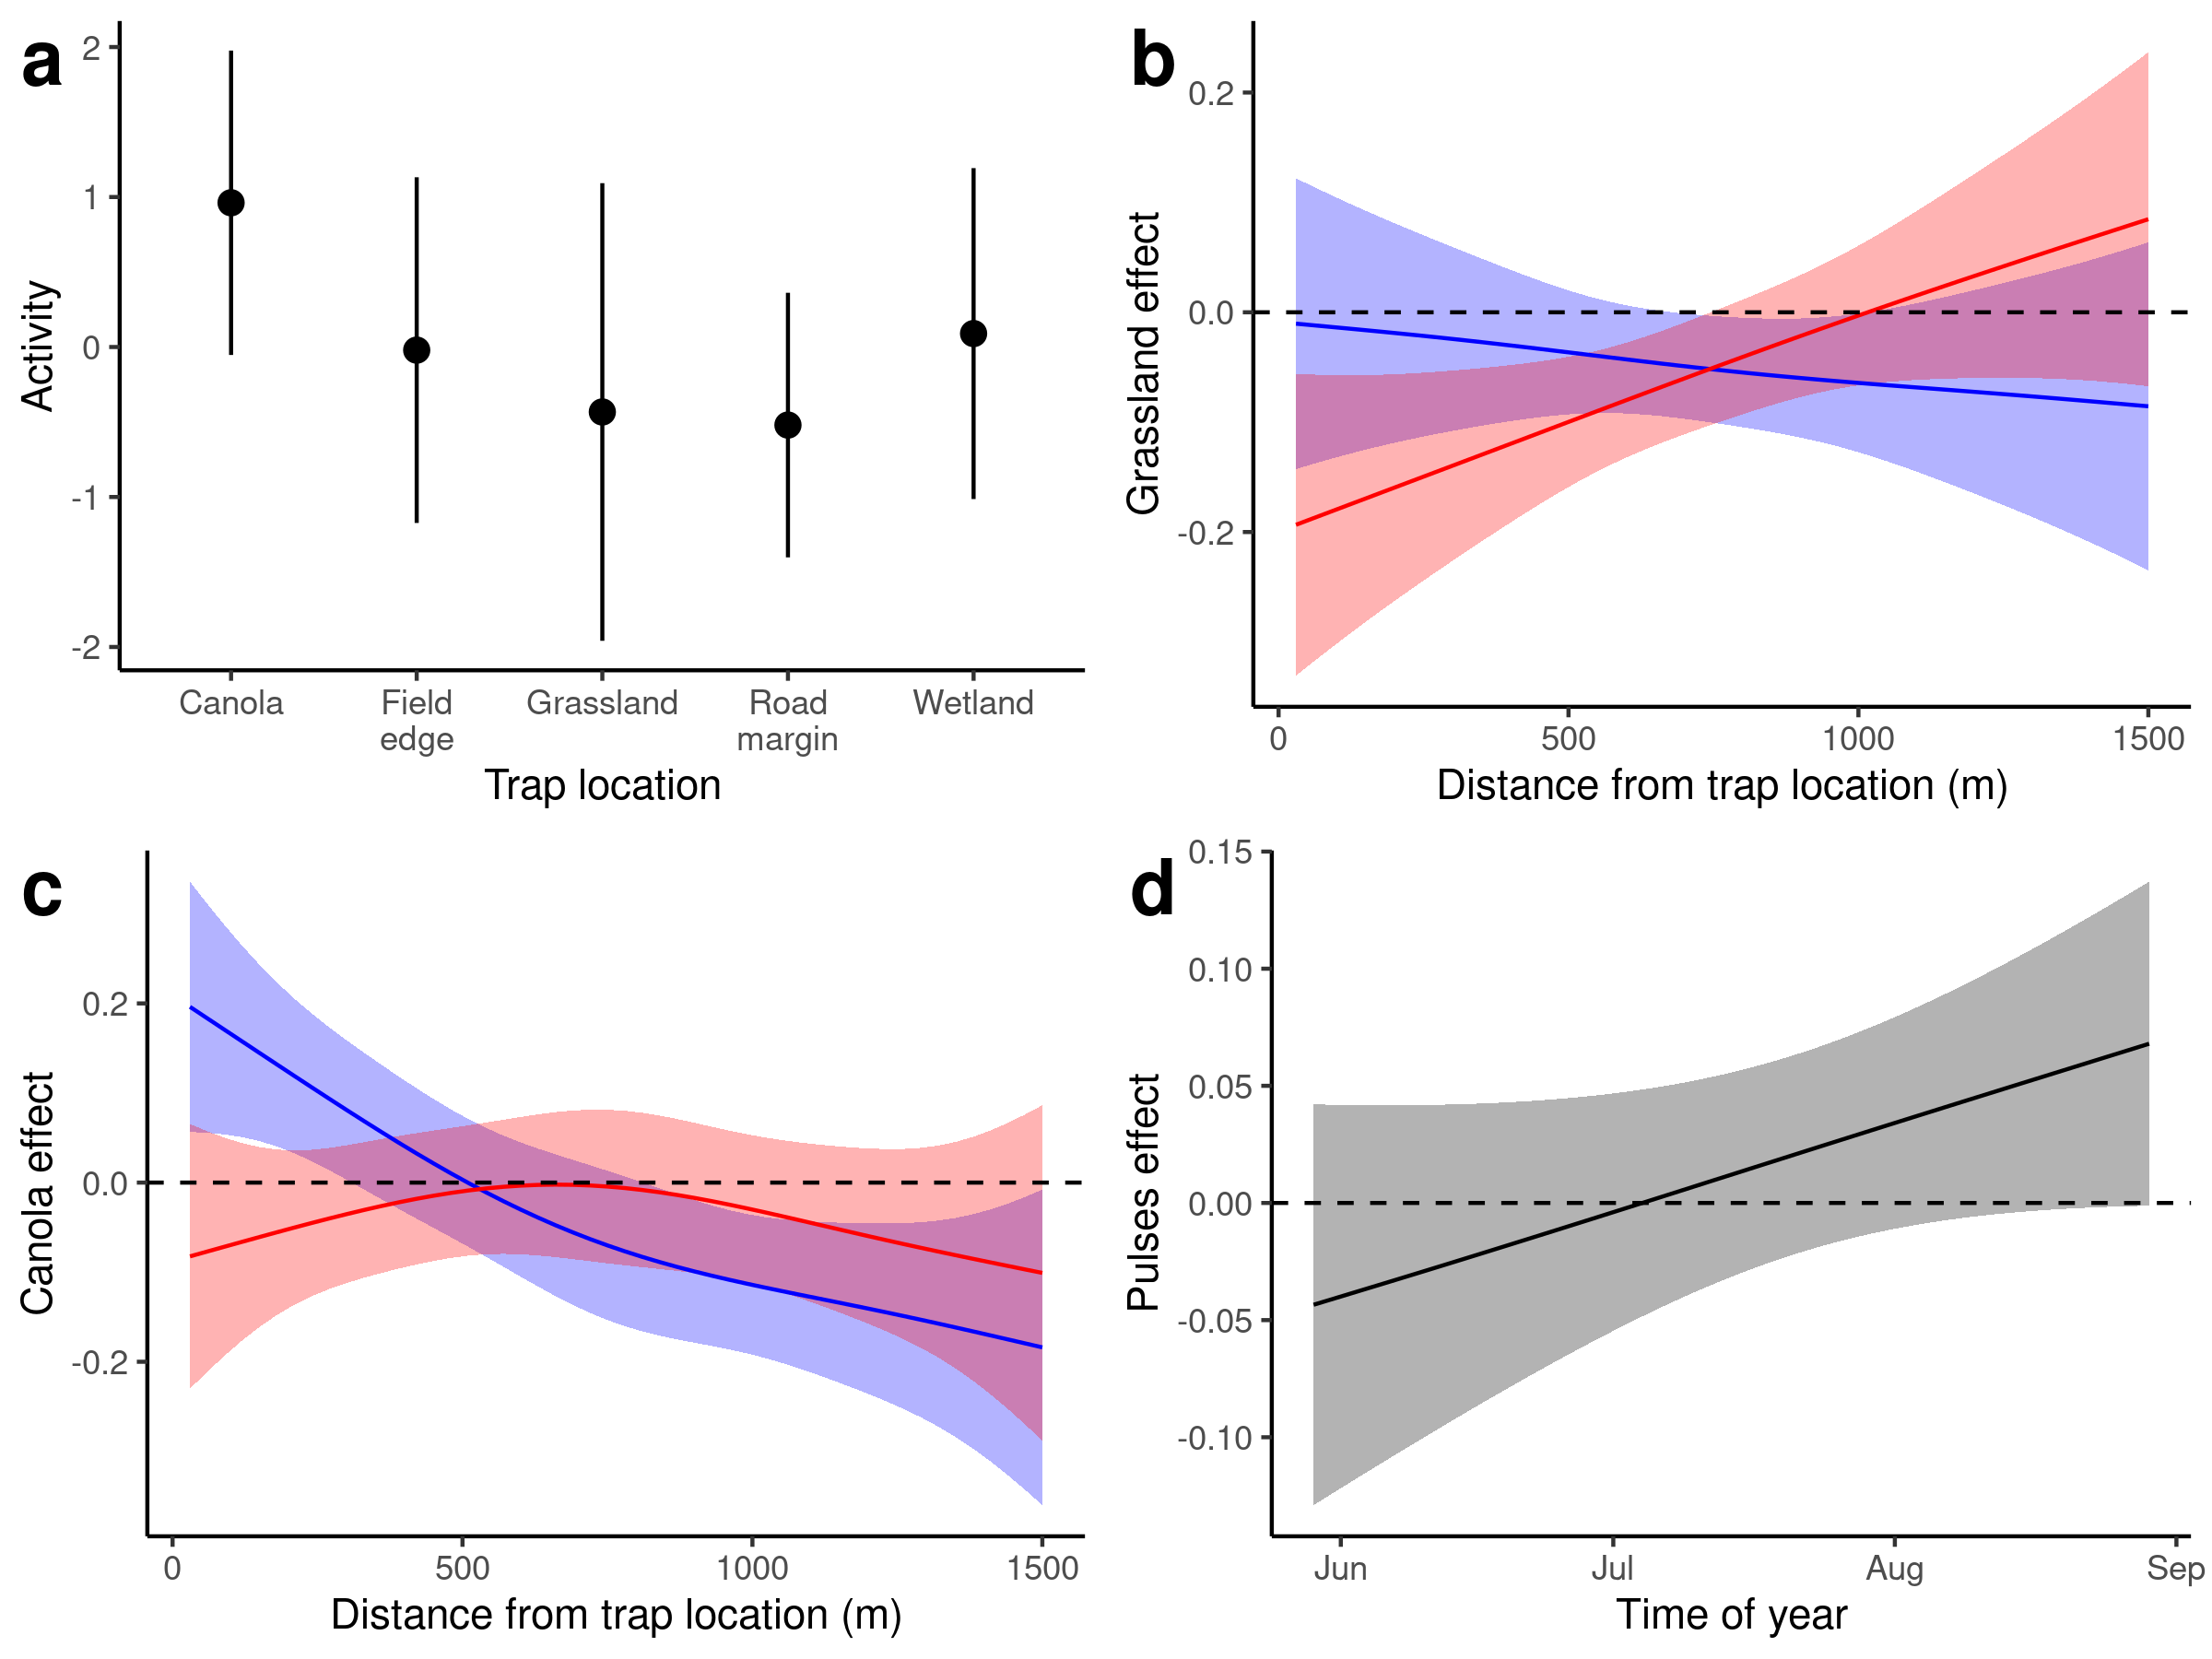 a
2
1
0
-1
-2
Activity
Canola
Field
edge
Grassland
Road
margin
Wetland
Trap location
b
0.2
0.0
-0.2
Grassland effect
0
500
1000
1500
Distance from trap location (m)
c
0.2
0.0
-0.2
Canola effect
0
500
1000
1500
Distance from trap location (m)
d
0.15
0.10
0.05
0.00
-0.05
-0.10
Pulses effect
Jun
Jul
Aug
Sep
Time of year